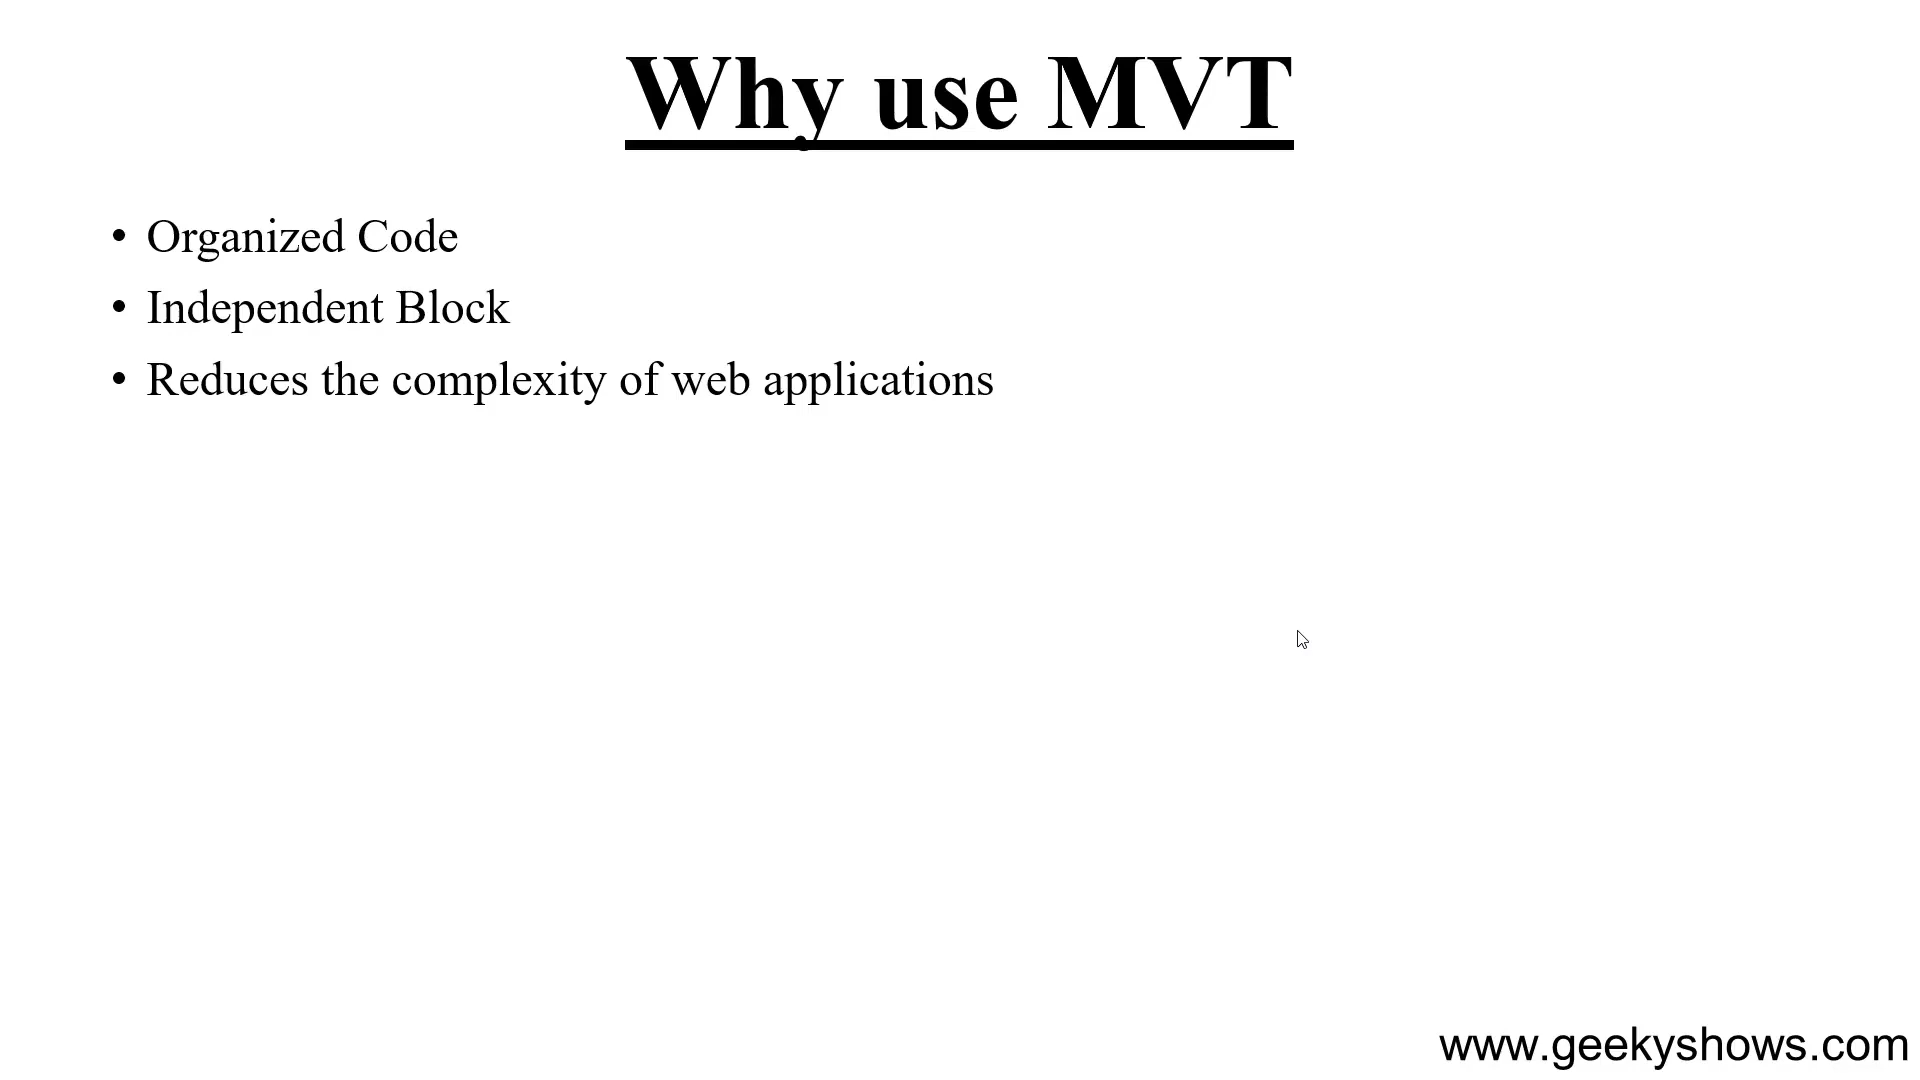 Why use MVT
• Organized Code
• Independent Block
• Reduces the complexity of web applications
www.geekyshows.com